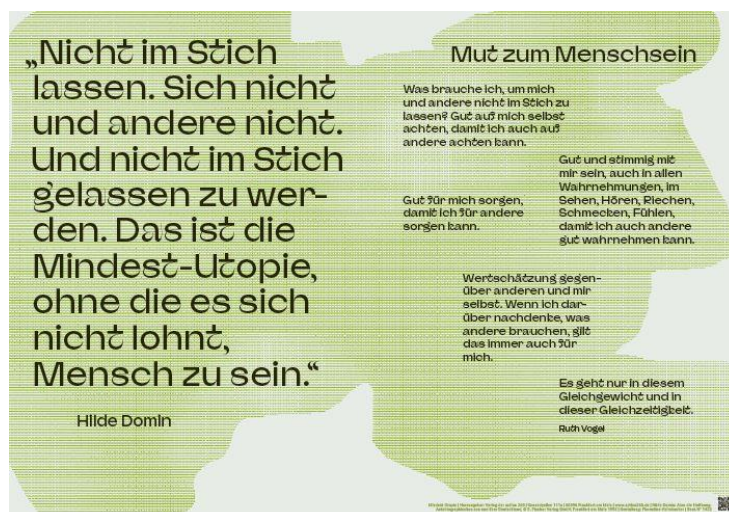 „Nicht im Stich
lassen. Sich nicht
und andere nicht.
Und nicht im Stich
gelassen zu wer-
den. Das ist die
Mindest-Utopie,
ohne die es sich
nicht lohnt,
Mensch zu sein.“
Hilde Domin
Mut zum Menschsein
Was brauche ich, um mich
und andere nicht im Stich zu
lassen? Gut auf mich selbst
achten, damit ich auch auf
andere achten kann.
Gut und stimmig mit
mir sein, auch in allen
Wahrnehmungen, im
Sehen, Hören, Riechen,
Schmecken, Fühlen,
damit ich auch andere
gut wahrnehmen kann.
Gut für mich sorgen,
damit ich für andere
sorgen kann.
Wertschätzung gegen-
über anderen und mir
selbst. Wenn ich dar-
über nachdenke, was
andere brauchen, gilt
das immer auch für
mich.
Es geht nur in diesem
Gleichgewicht und in
dieser Gleichzeitigkeit.
Ruth Vogel